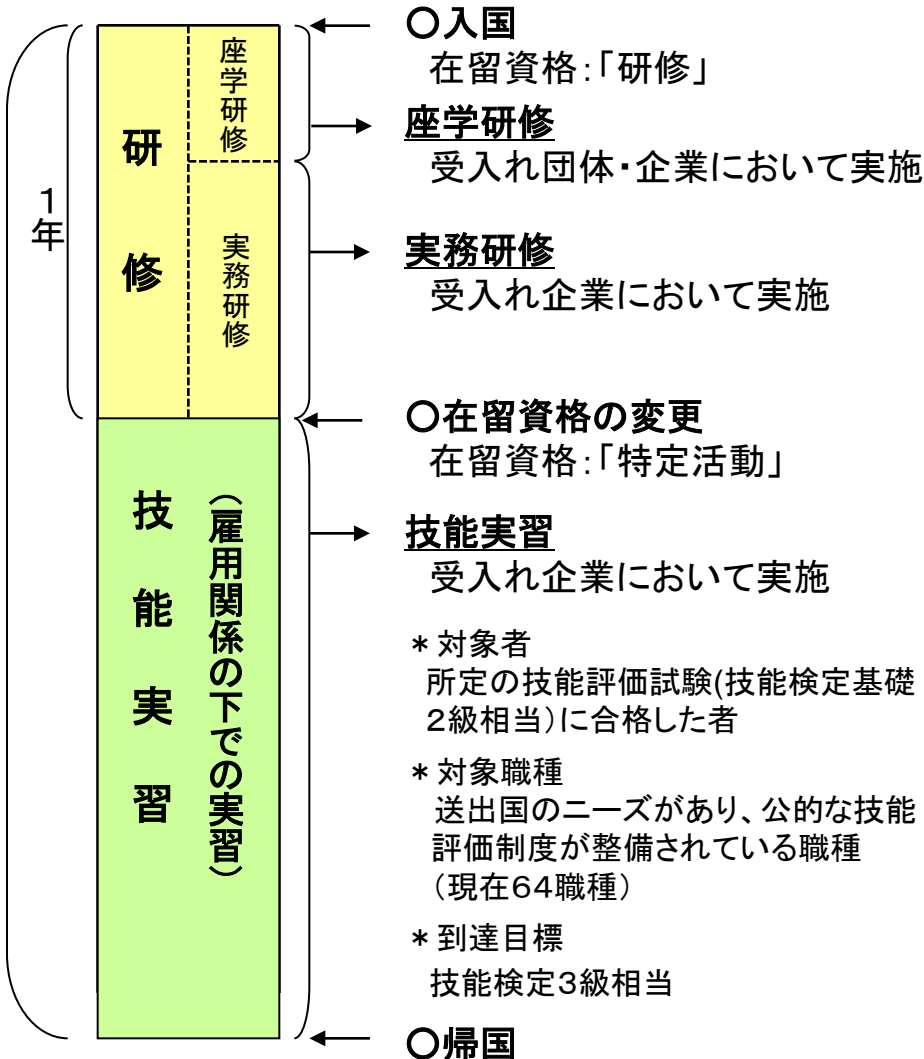 1年
研修
座学研修
実務研修
技能実習
（雇用関係の下での実習）
○入国
在留資格：「研修」
座学研修
受入れ団体・企業において実施
実務研修
受入れ企業において実施
○在留資格の変更
在留資格：「特定活動」
技能実習
受入れ企業において実施
＊対象者
所定の技能評価試験(技能検定基礎
２級相当）に合格した者
＊対象職種
送出国のニーズがあり、公的な技能
評価制度が整備されている職種
（現在６４職種）
＊到達目標
技能検定３級相当
○帰国